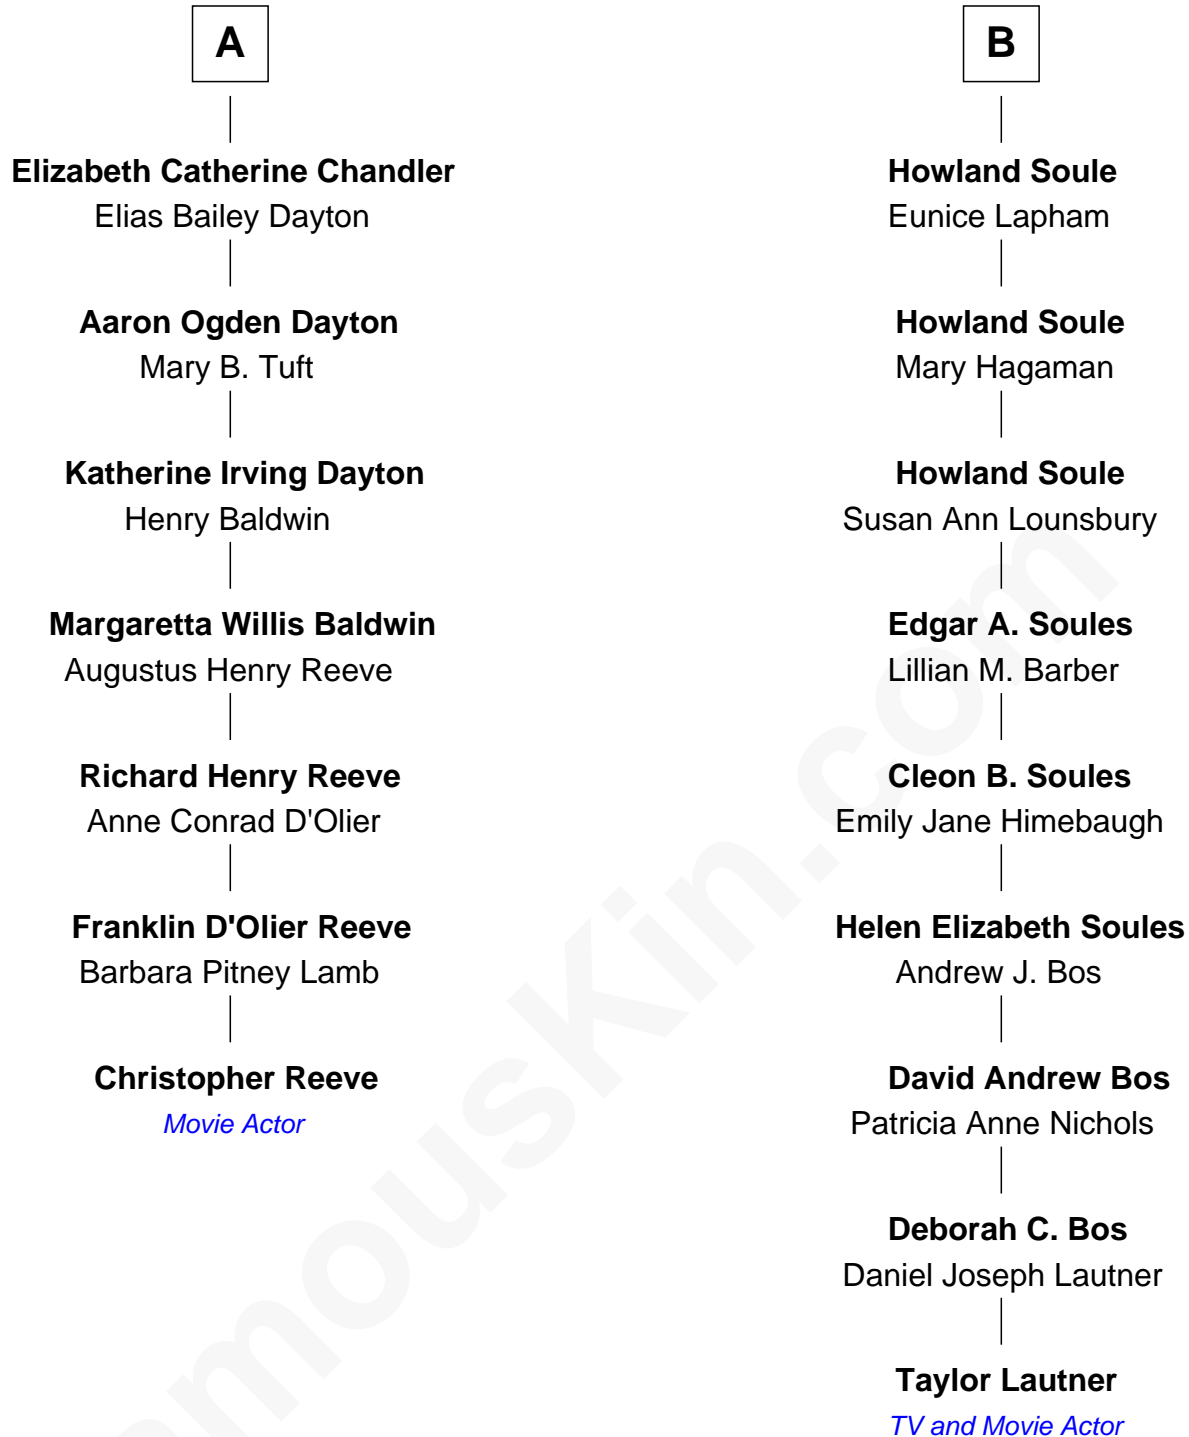 A
Elizabeth Catherine Chandler
Elias Bailey Dayton
Aaron Ogden Dayton
Mary B. Tuft
Katherine Irving Dayton
Henry Baldwin
Margaretta Willis Baldwin
Augustus Henry Reeve
Richard Henry Reeve
Anne Conrad D'Olier
Franklin D'Olier Reeve
Barbara Pitney Lamb
Christopher Reeve
Movie Actor
B
Howland Soule
Eunice Lapham
Howland Soule
Mary Hagaman
Howland Soule
Susan Ann Lounsbury
Edgar A. Soules
Lillian M. Barber
Cleon B. Soules
Emily Jane Himebaugh
Helen Elizabeth Soules
Andrew J. Bos
David Andrew Bos
Patricia Anne Nichols
Deborah C. Bos
Daniel Joseph Lautner
Taylor Lautner
TV and Movie Actor
amouskin.com